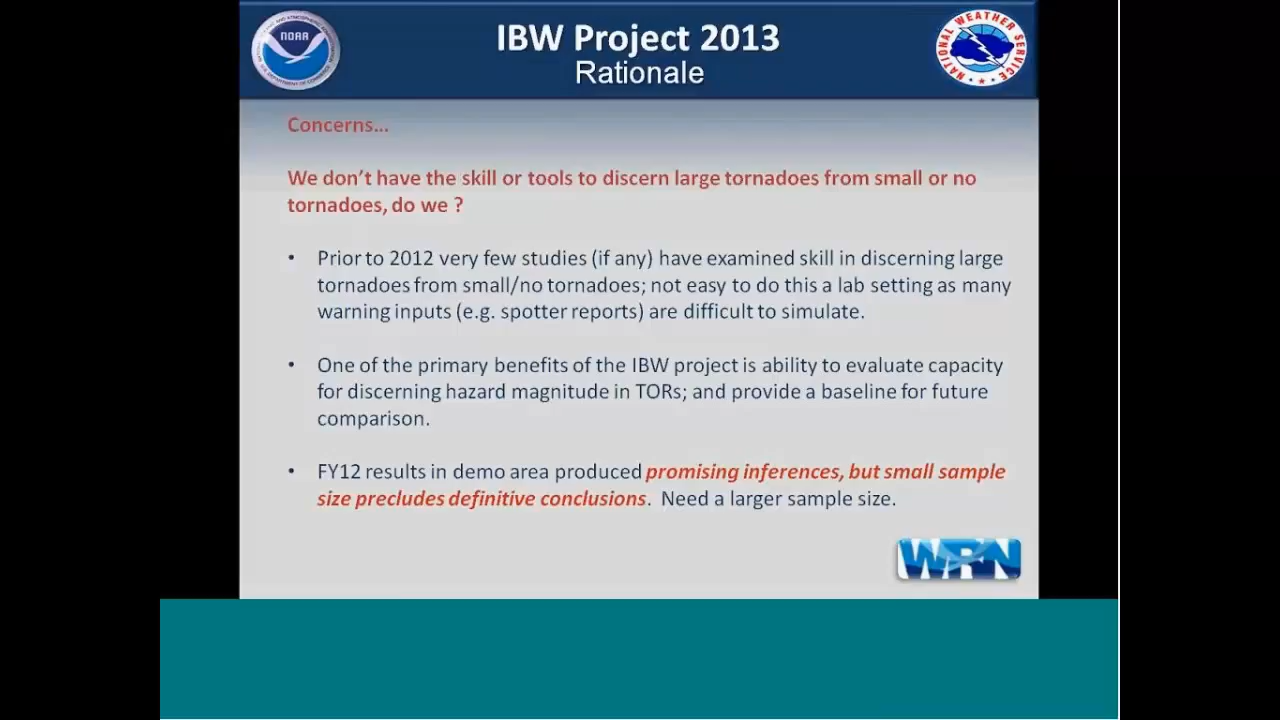 NOAA
IBW Project 2013
NATIONAL WEATHER SERVICE
Rationale
Concerns...
We don't have the skill or tools to discern large tornadoes from small or no
tornadoes, do we ?
• Prior to 2012 very few studies (if any) have examined skill in discerning large
tornadoes from small/no tornadoes; not easy to do this a lab setting as many
warning inputs (e.g. spotter reports) are difficult to simulate.
• One of the primary benefits of the IBW project is ability to evaluate capacity
for discerning hazard magnitude in TORs; and provide a baseline for future
comparison.
• FY12 results in demo area produced promising inferences, but small sample
size precludes definitive conclusions. Need a larger sample size.
WRN